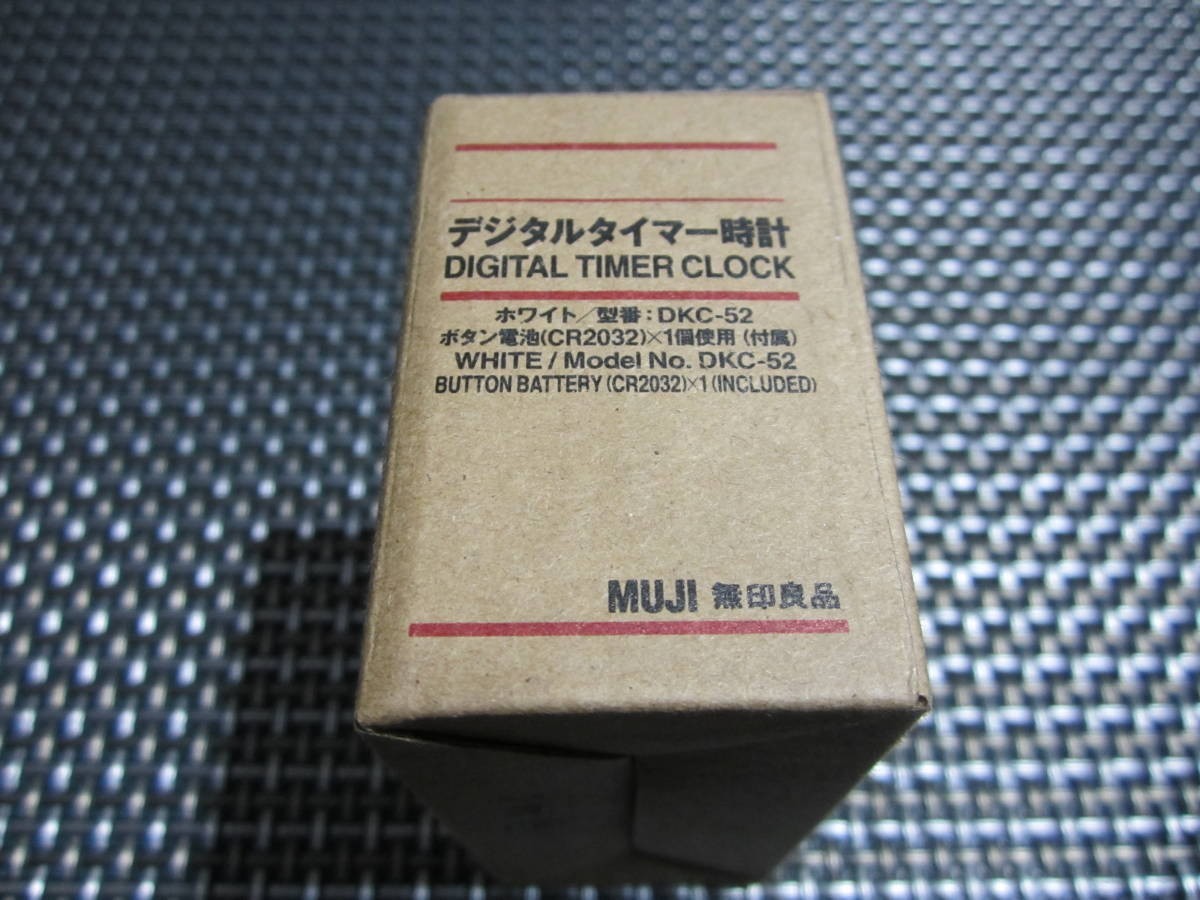 デジタルタイマー時計
DIGITAL TIMER CLOCK
ホワイト/型番:DKC-52
ボタン電池(CR2032)×1個使用(付属)
WHITE / Model No. DKC-52
BUTTON BATTERY (CR2032)×1 (INCLUDED)
MUJI 無印良品